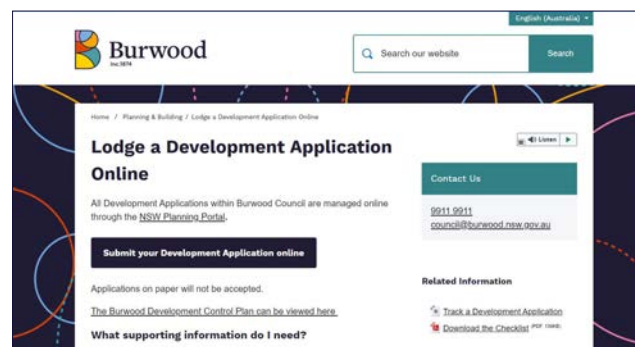 English (Australia)
Burwood
Inc.1874
Search our website
Search
Home / Planning & Building / Lodge a Development Application Online
Lodge a Development Application
Online
Listen
Contact Us
All Development Applications within Burwood Council are managed online
through the NSW Planning Portal.
9911 9911
council@burwood.nsw.gov.au
Submit your Development Application online
Applications on paper will not be accepted.
Related Information
The Burwood Development Control Plan can be viewed here
Track a Development Application
Download the Checklist
What supporting information do I need?